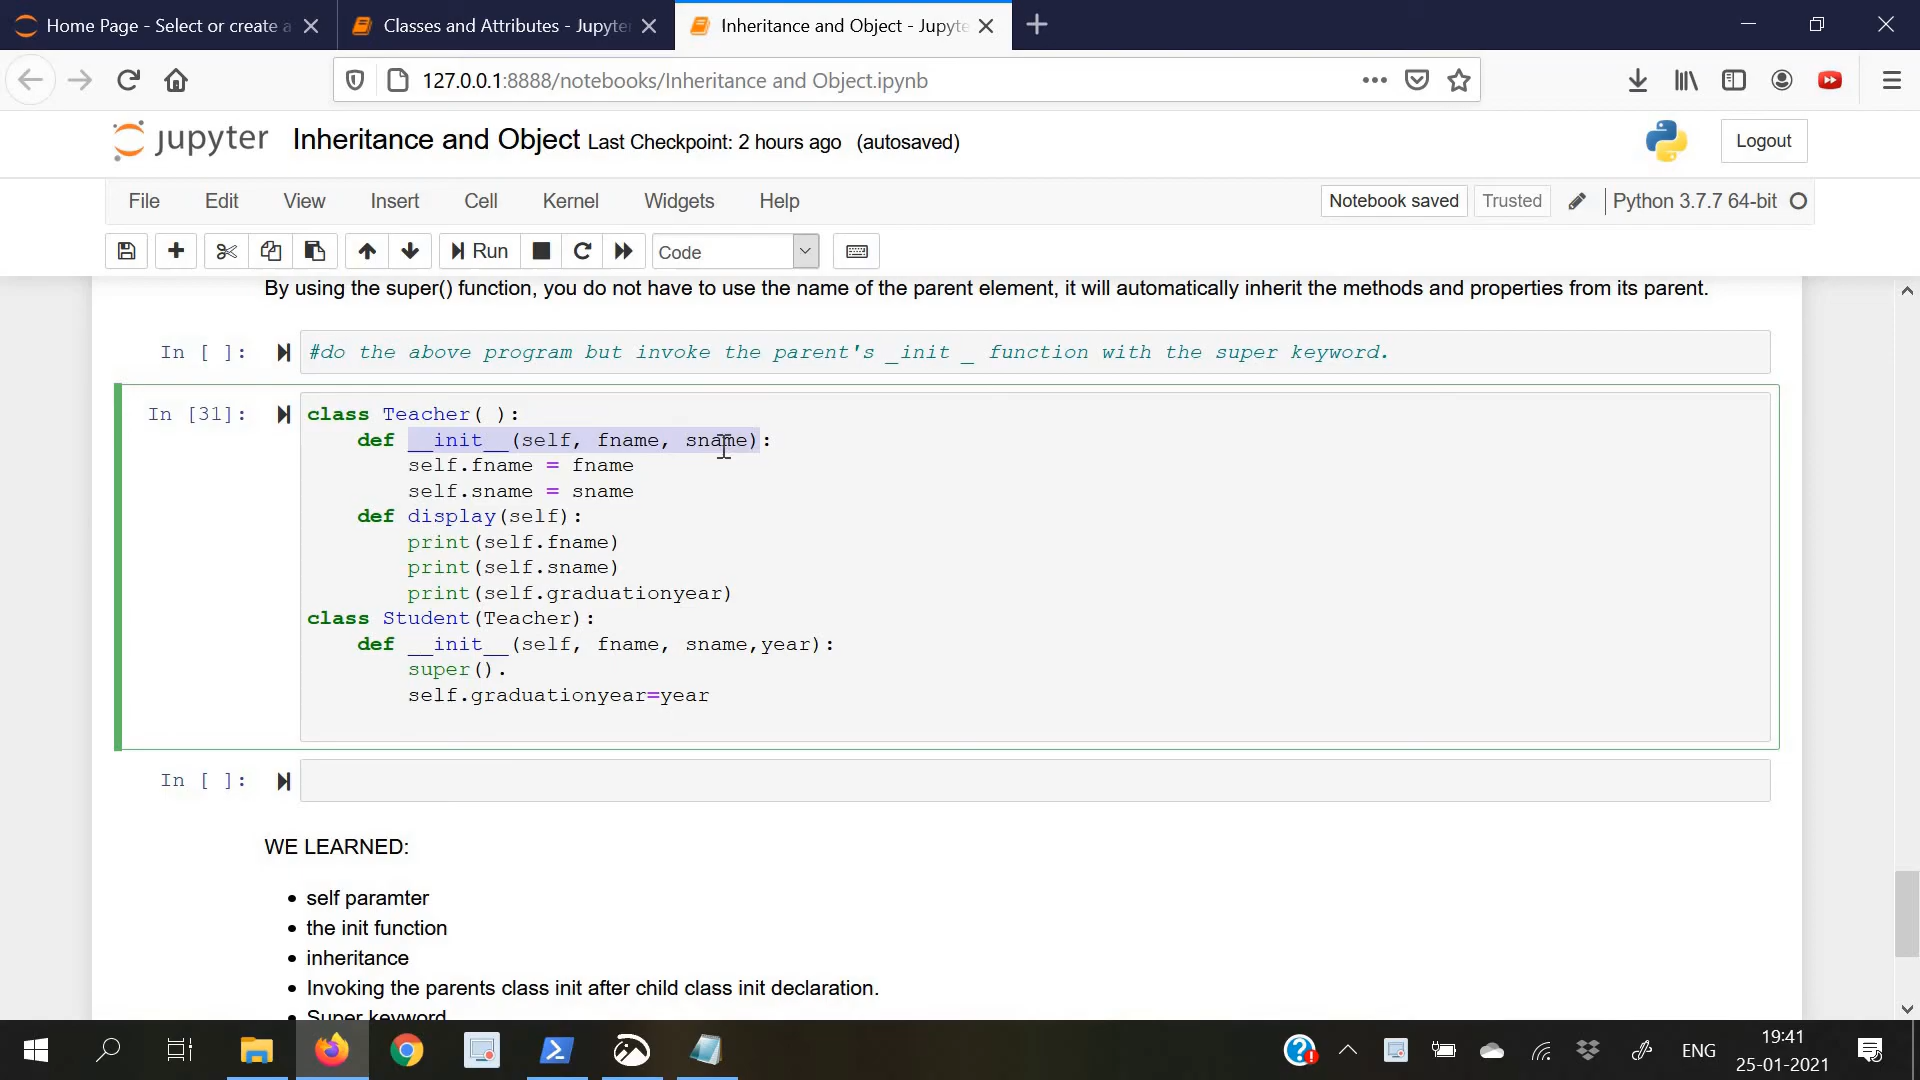 Home Page - Select or create a
Classes and Attributes - Jupyter
Inheritance and Object - Jupyte
127.0.0.1:8888/notebooks/Inheritance and Object.ipynb
jupyter Inheritance and Object Last Checkpoint: 2 hours ago (autosaved)
Logout
File Edit View Insert Cell Kernel Widgets Help
Notebook saved Trusted Python 3.7.7 64-bit
Run Code
By using the super() function, you do not have to use the name of the parent element, it will automatically inherit the methods and properties from its parent.
In [ ]: #do the above program but invoke the parent's _init _ function with the super keyword.
In [31]: class Teacher( ):
def __init__(self, fname, sname):
self.fname = fname
self.sname = sname
def display(self):
print(self.fname)
print(self.sname)
print(self.graduationyear)
class Student(Teacher):
def __init__(self, fname, sname,year):
super().
self.graduationyear=year
In [ ]:
WE LEARNED:
• self paramter
• the init function
• inheritance
• Invoking the parents class init after child class init declaration.
• Super keyword
ENG
19:41
25-01-2021